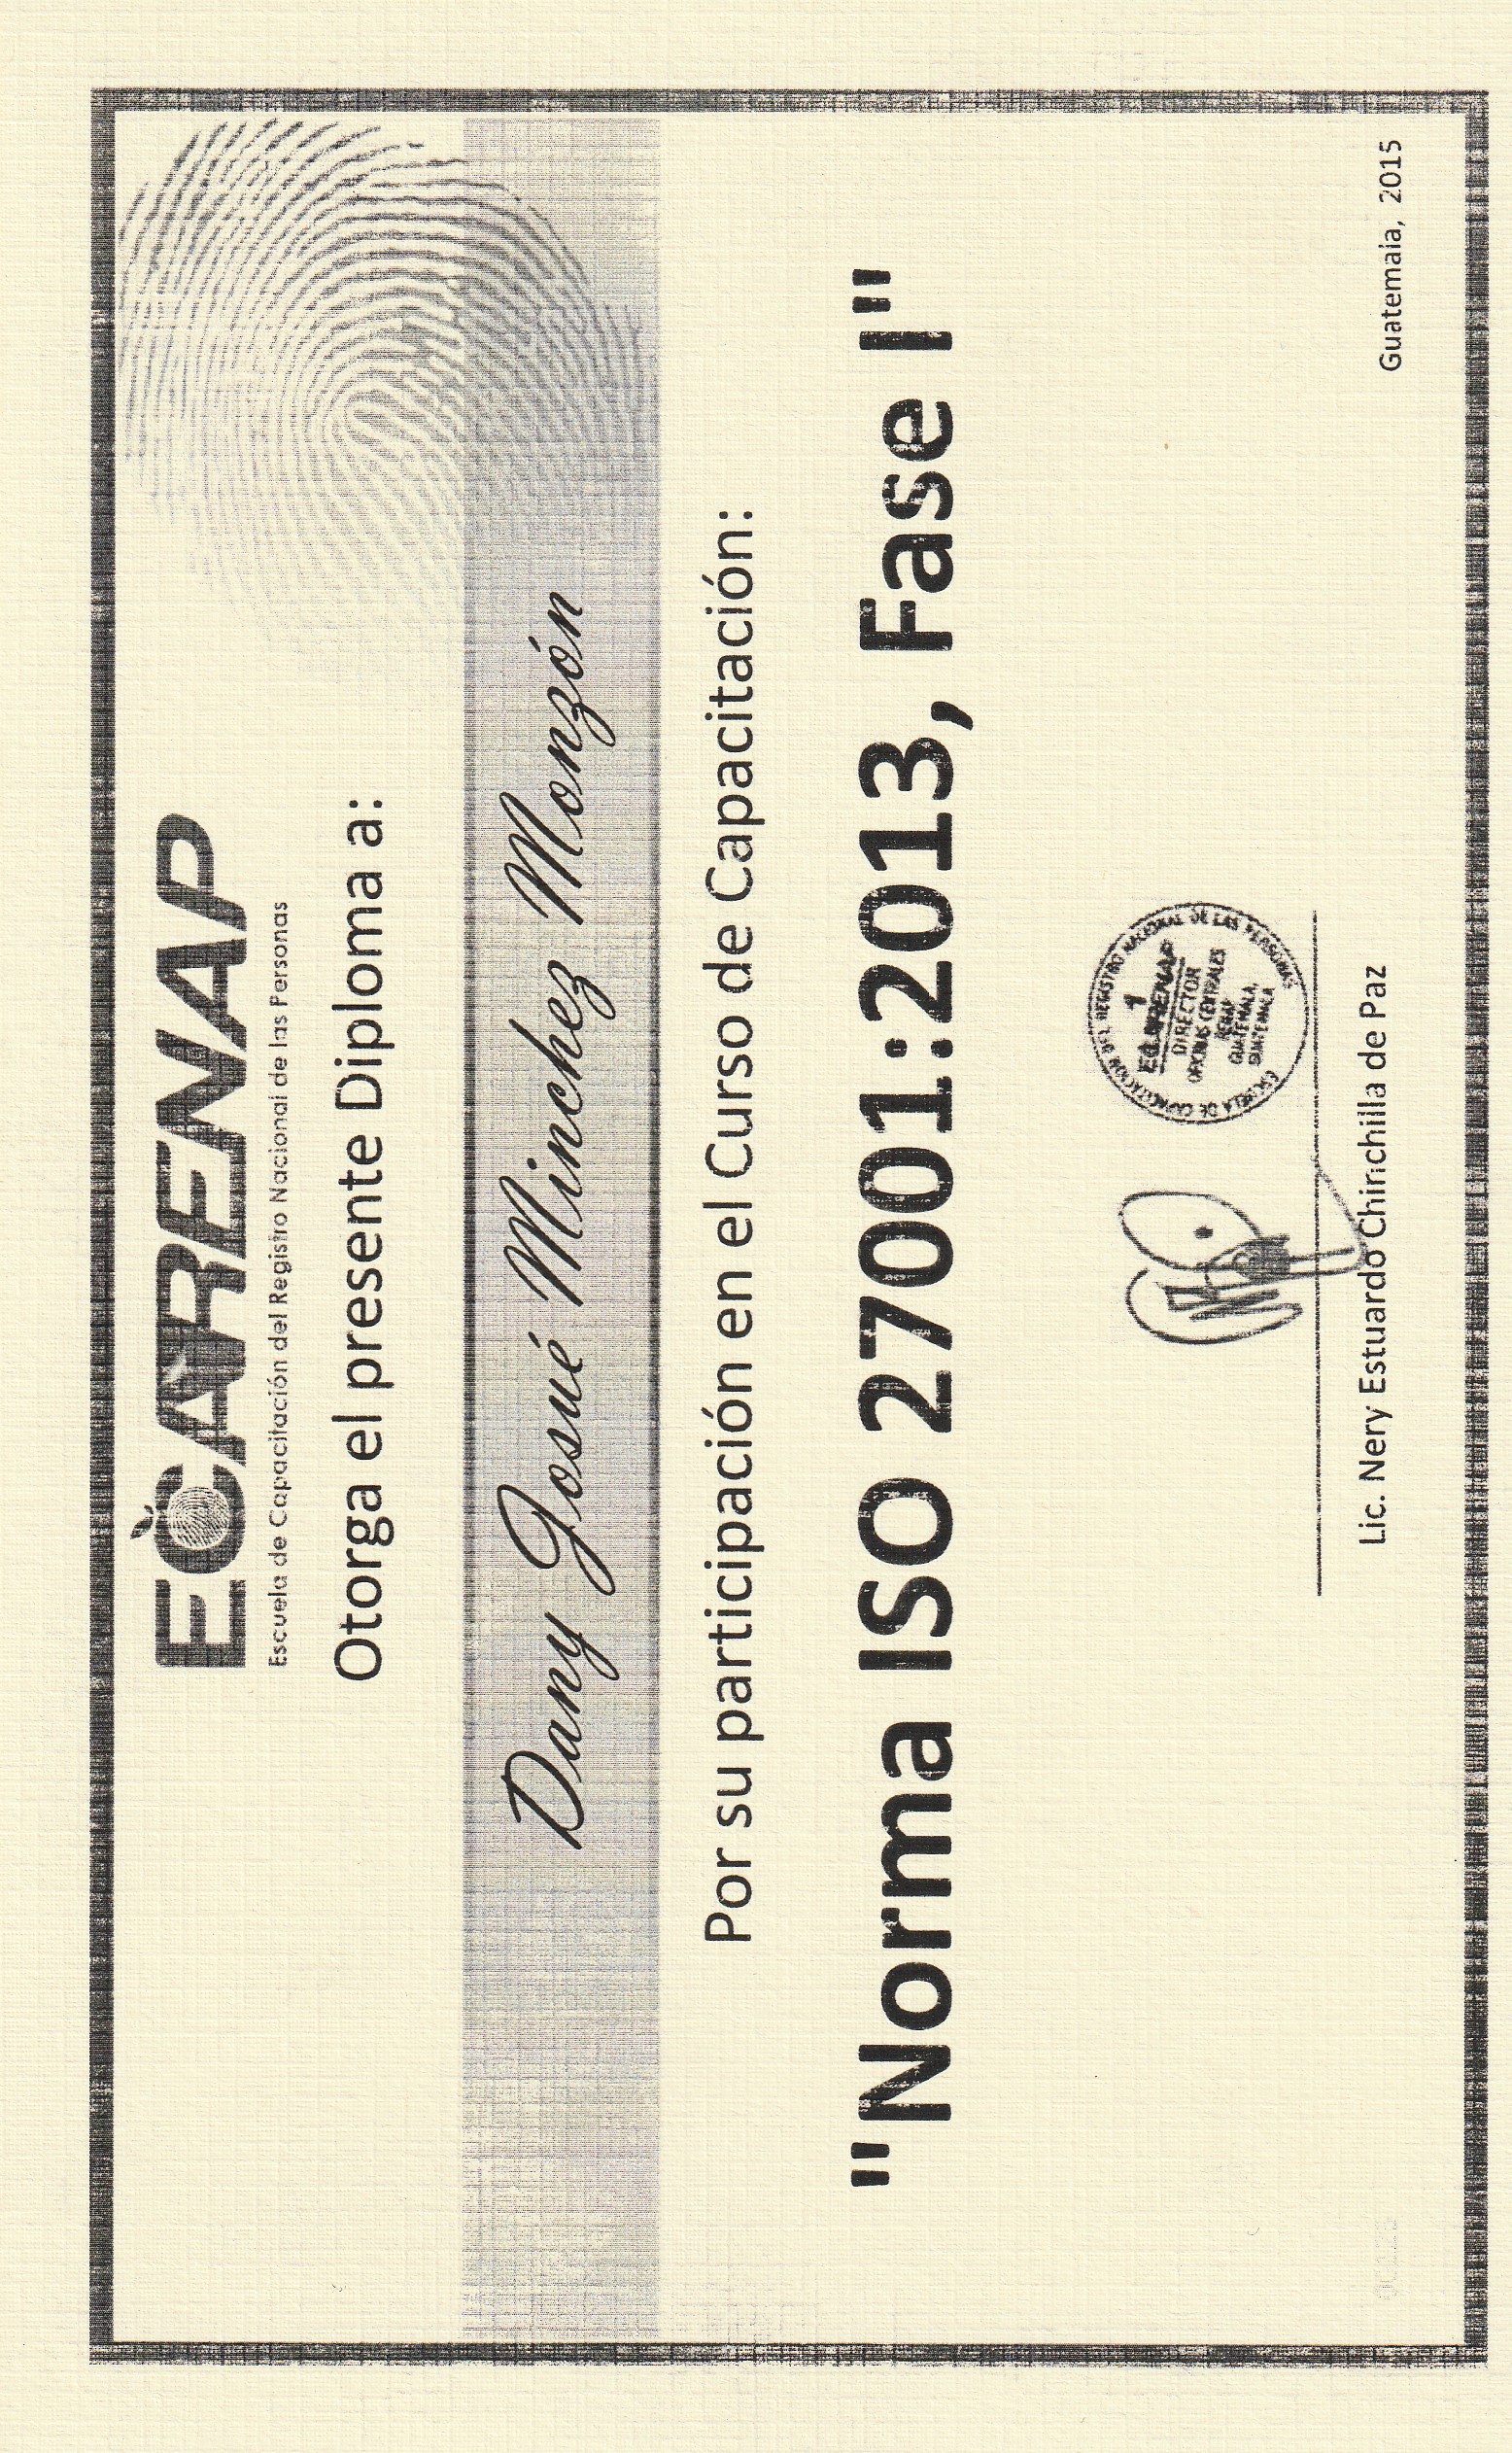 ECARENAP
Escuela de Capacitación del Registro Nacional de las Personas
Otorga el presente Diploma a:
Dany Josué Minchez Monzón
Por su participación en el Curso de Capacitación:
"Norma ISO 27001:2013, Fase I"
ESCUELA DE CAPACITACION DEL REGISTRO NACIONAL DE LAS PERSONAS
1
ECARENAP
DIRECTOR
OFICINAS CENTRALES
RENAP
GUATEMALA,
GUATEMALA
Lic. Nery Estuardo Chinchilla de Paz
Guatemala, 2015